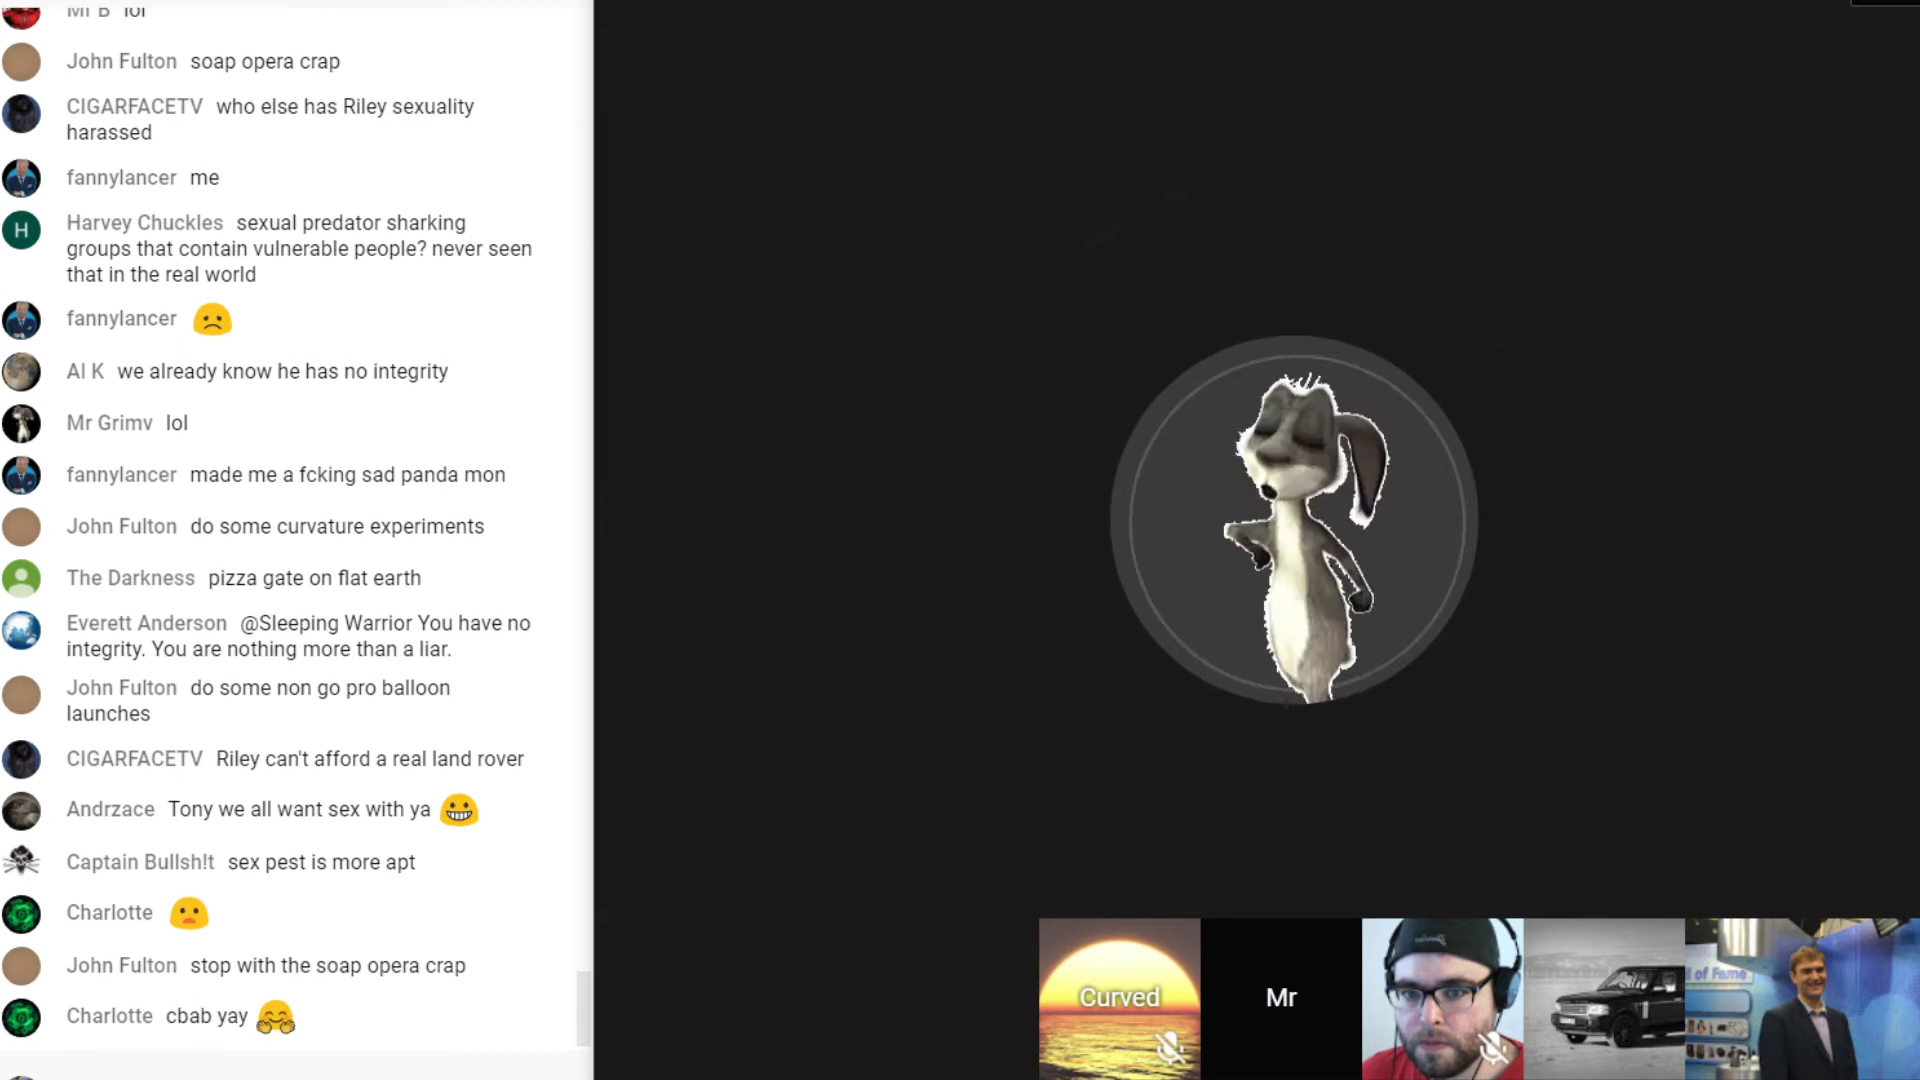 Mr B lol
John Fulton soap opera crap
CIGARFACETV who else has Riley sexuality
harassed
fannylancer me
H
Harvey Chuckles sexual predator sharking
groups that contain vulnerable people? never seen
that in the real world
fannylancer
Al K we already know he has no integrity
Mr Grimv lol
fannylancer made me a fcking sad panda mon
John Fulton do some curvature experiments
The Darkness pizza gate on flat earth
Everett Anderson @Sleeping Warrior You have no
integrity. You are nothing more than a liar.
John Fulton do some non go pro balloon
launches
CIGARFACETV Riley can't afford a real land rover
Andrzace Tony we all want sex with ya
Captain Bullsh!t sex pest is more apt
Charlotte
John Fulton stop with the soap opera crap
Charlotte cbab yay
Curved
Mr
l of Fame